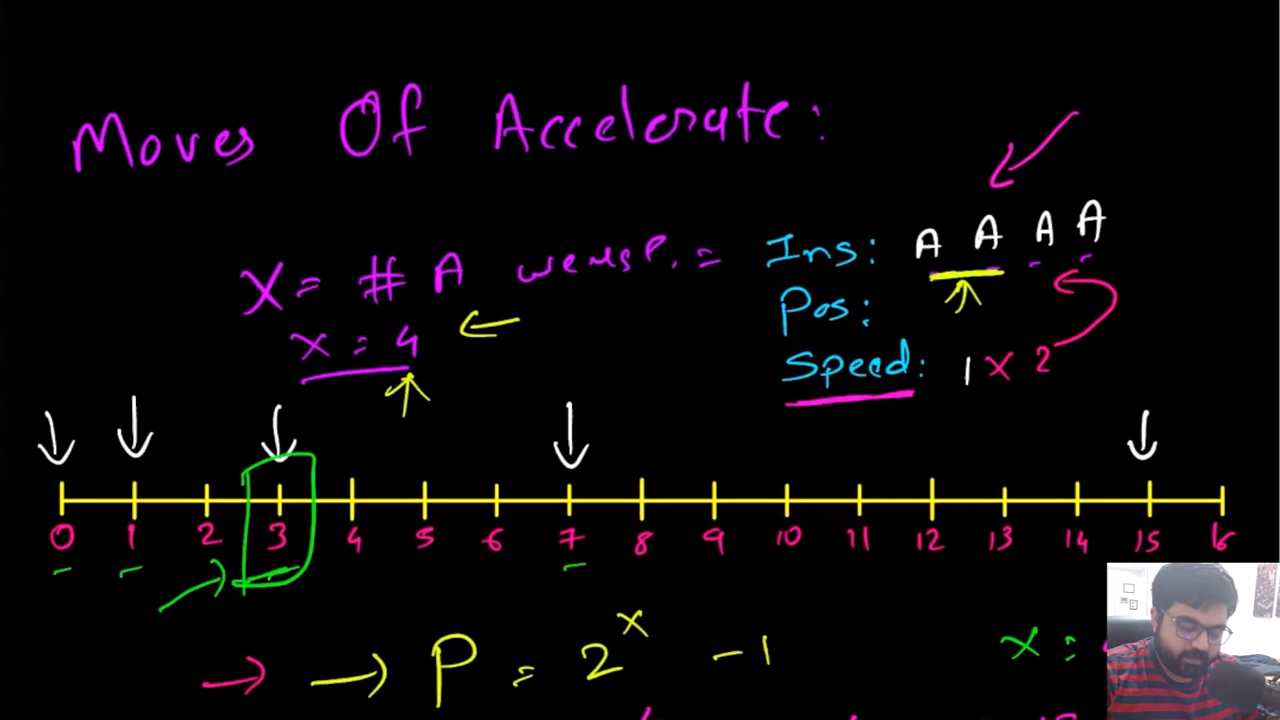 Moves Of Accelerate:
Ins: A A A A
X = # A
Pos:
x = 4
Speed: 1 x 2
0 1 2 3 4 5 6 7 8 9 10 11 12 13 14 15 16
→ → P = 2^x - 1
x =